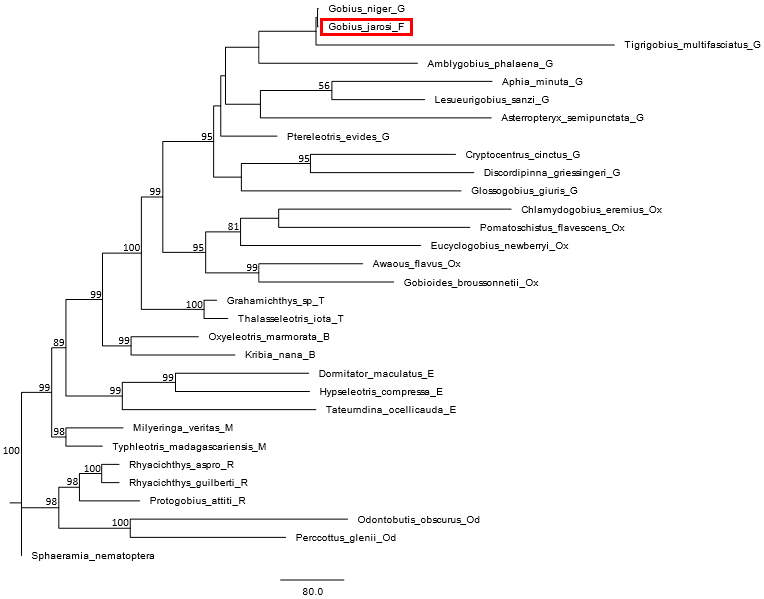 Gobius_niger_G
Gobius_jarosi_F
Tigrigobius_multifasciatus_G
Amblygobius_phalaena_G
56
Aphia_minuta_G
Lesueurigobius_sanzi_G
Asterropteryx_semipunctata_G
95
Ptereleotris_evides_G
95
Cryptocentrus_cinctus_G
Discordipinna_griessingeri_G
Glossogobius_giuris_G
99
Chlamydogobius_eremius_Ox
81
Pomatoschistus_flavescens_Ox
95
Eucyclogobius_newberryi_Ox
100
99
Awaous_flavus_Ox
Gobioides_broussonnetii_Ox
99
100
Grahamichthys_sp_T
Thalasseleotris_iota_T
99
Oxyeleotris_marmorata_B
Kribia_nana_B
89
99
Dormitator_maculatus_E
99
99
Hypseleotris_compressa_E
Tateurndina_ocellicauda_E
98
Milyeringa_veritas_M
Typhleotris_madagascariensis_M
100
100
Rhyacichthys_aspro_R
98
Rhyacichthys_guilberti_R
98
Protogobius_attiti_R
100
Odontobutis_obscurus_Od
Perccottus_glenii_Od
Sphaeramia_nematoptera
80.0